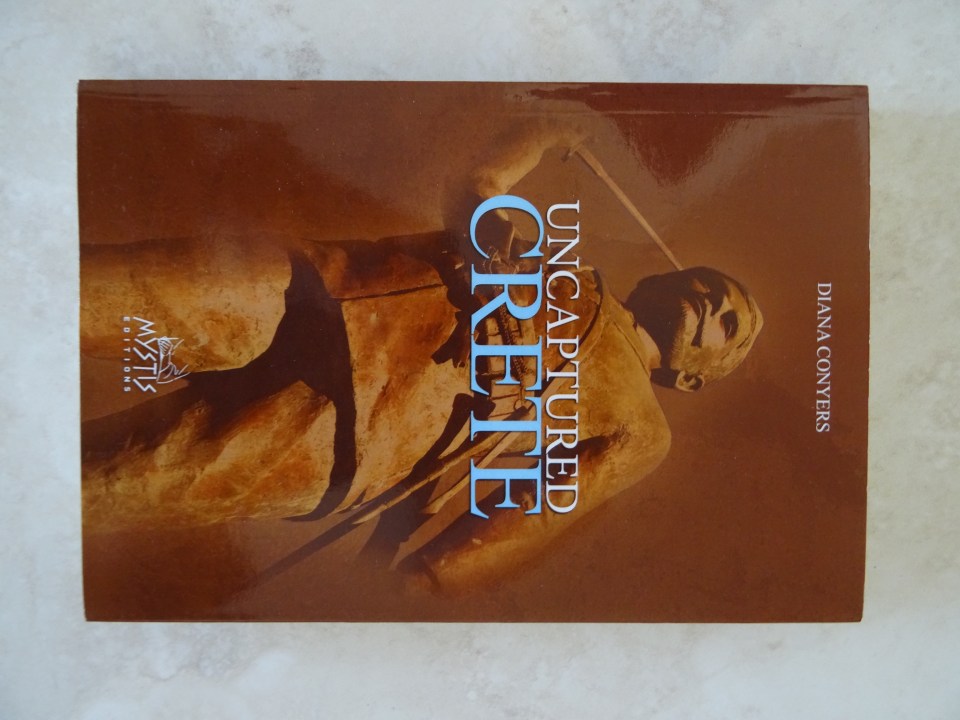 DIANA CONYERS
UNCAPTURED
CRETE
MYSTIS
EDITIONS